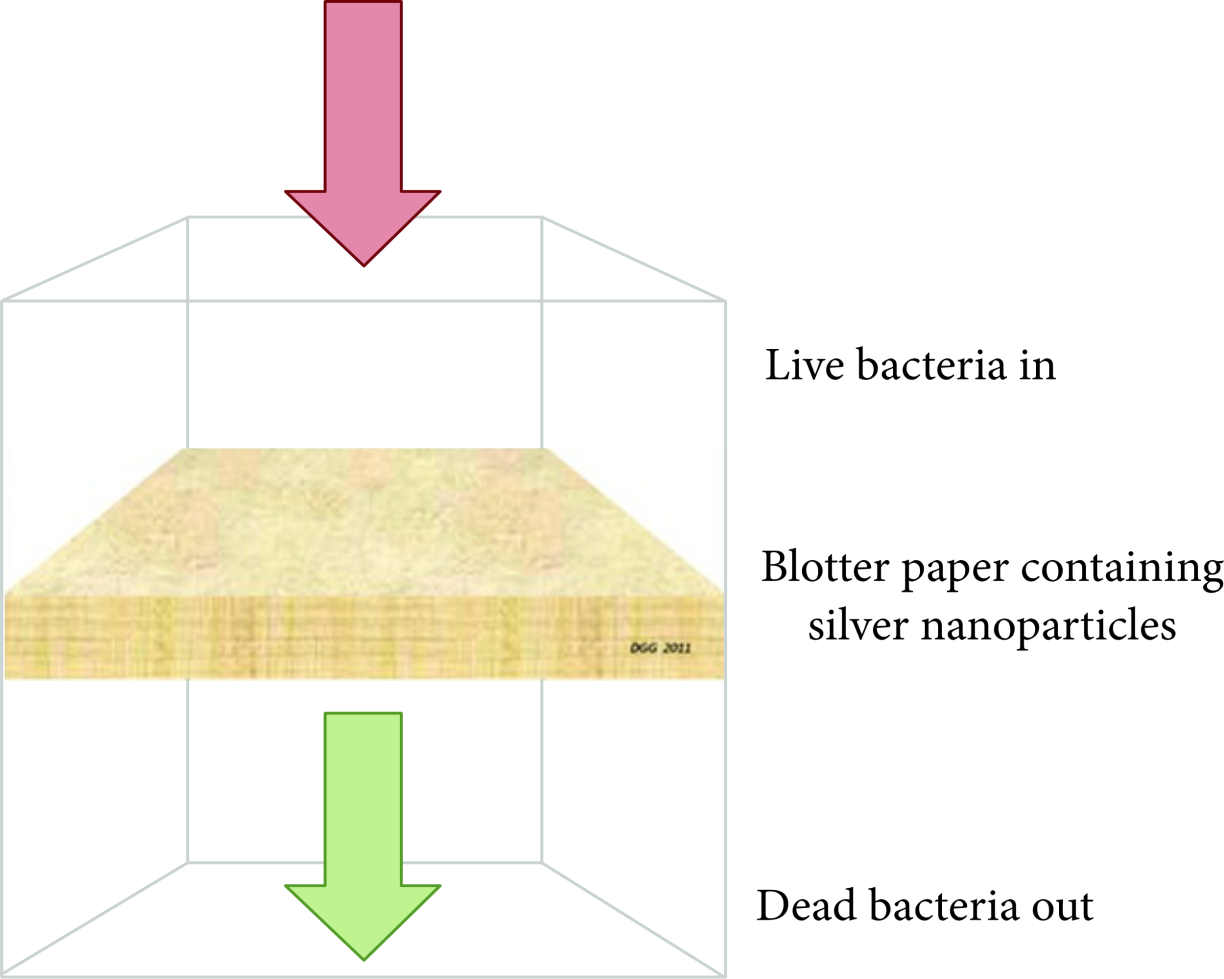 Live bacteria in
Blotter paper containing
silver nanoparticles
DGG 2011
Dead bacteria out